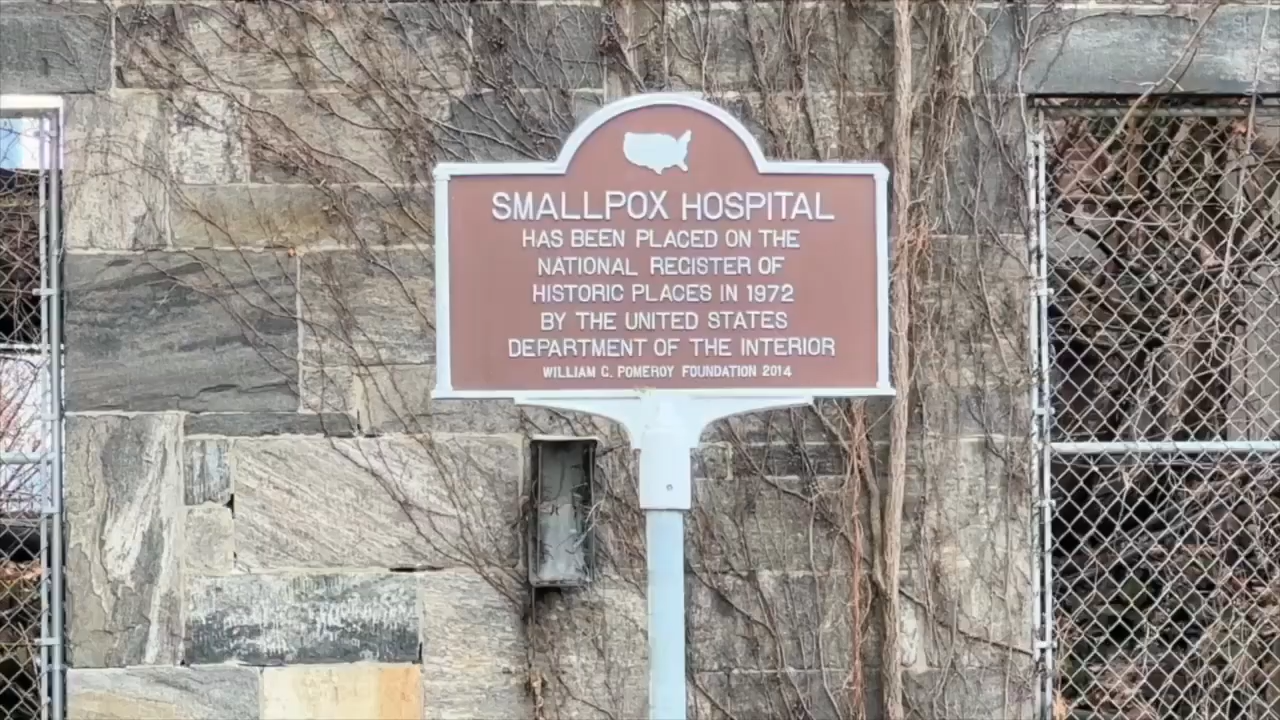 SMALLPOX HOSPITAL
HAS BEEN PLACED ON THE
NATIONAL REGISTER OF
HISTORIC PLACES IN 1972
BY THE UNITED STATES
DEPARTMENT OF THE INTERIOR
WILLIAM G. POMEROY FOUNDATION 2014